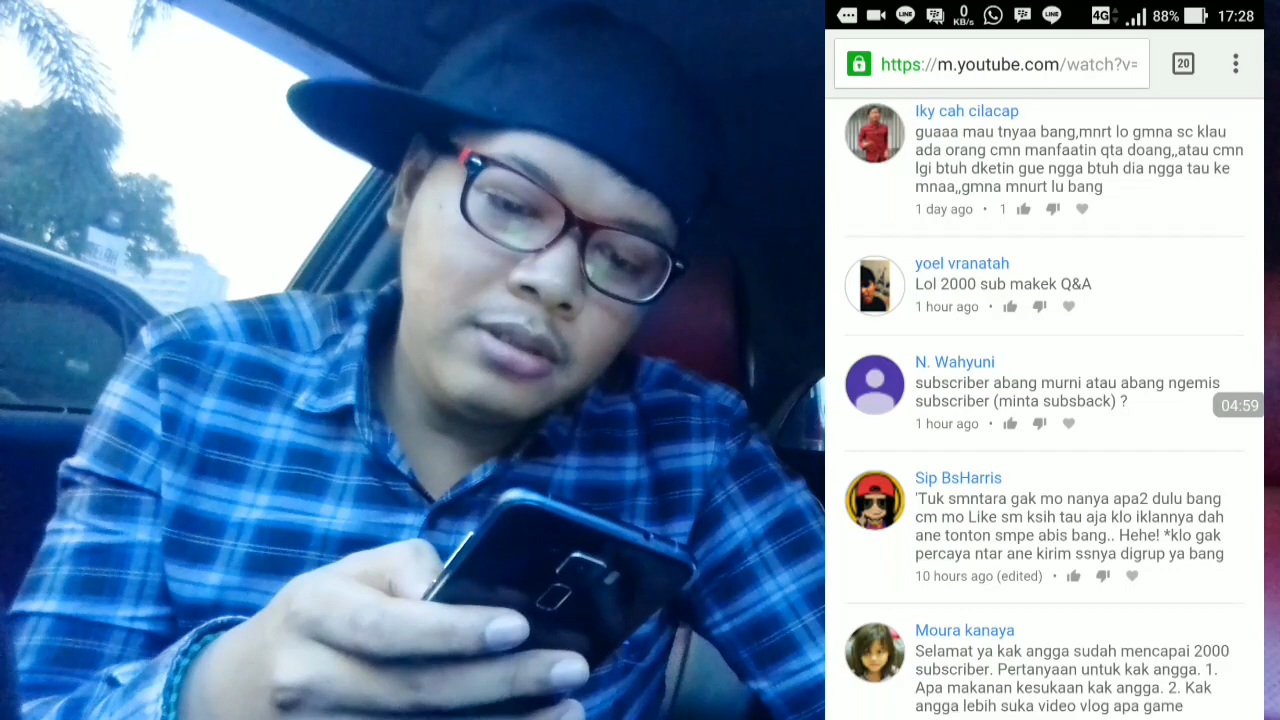 0
KB/s
4G
88%
17:28
https://m.youtube.com/watch?v=
20
Iky cah cilacap
guaaa mau tnyaa bang,mnrt lo gmna sc klau
ada orang cmn manfaatin qta doang,,atau cmn
lgi btuh dketin gue ngga btuh dia ngga tau ke
mnaa,,gmna mnurt lu bang
1 day ago • 1
yoel vranatah
Lol 2000 sub makek Q&A
1 hour ago •
N. Wahyuni
subscriber abang murni atau abang ngemis
subscriber (minta subsback) ?
04:59
1 hour ago •
Sip BsHarris
'Tuk smntara gak mo nanya apa2 dulu bang
cm mo Like sm ksih tau aja klo iklannya dah
ane tonton smpe abis bang.. Hehe! *klo gak
percaya ntar ane kirim ssnya digrup ya bang
10 hours ago (edited) •
Moura kanaya
Selamat ya kak angga sudah mencapai 2000
subscriber. Pertanyaan untuk kak angga. 1.
Apa makanan kesukaan kak angga. 2. Kak
angga lebih suka video vlog apa game